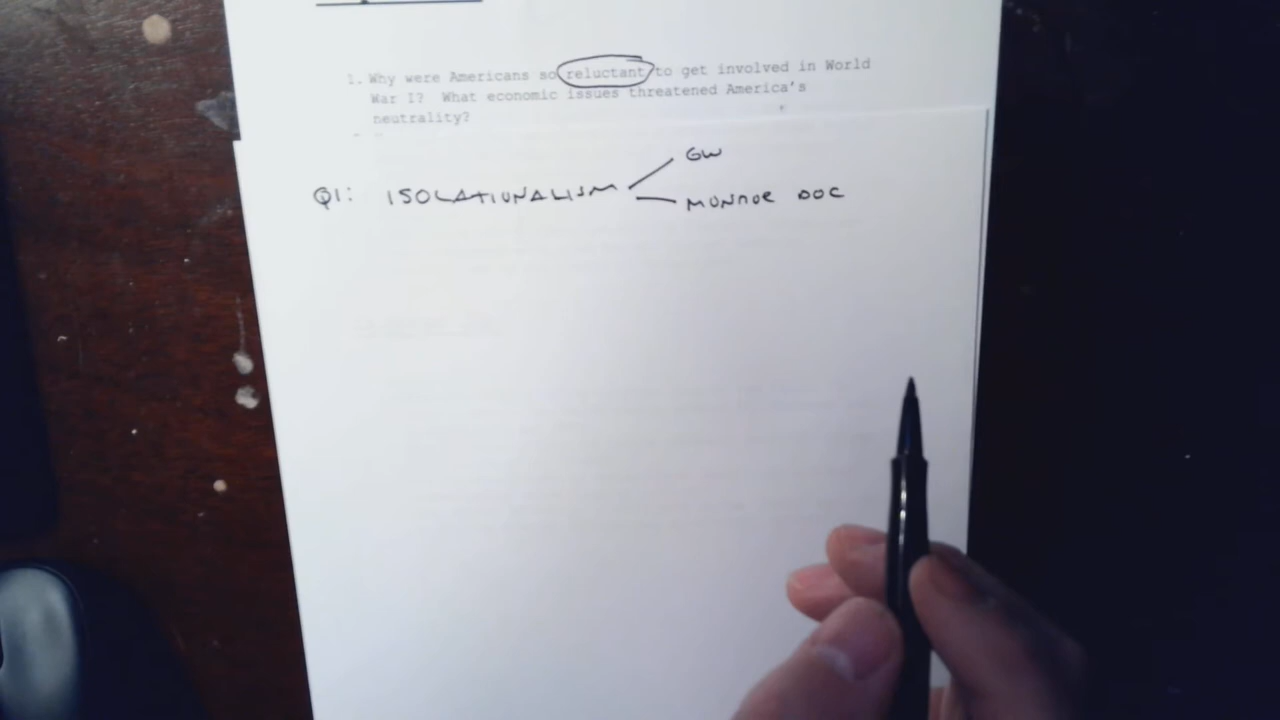 1. Why were Americans so reluctant to get involved in World
War I? What economic issues threatened America's
neutrality?
GW
Q1: ISOLATIONALISM
MONROE DOC